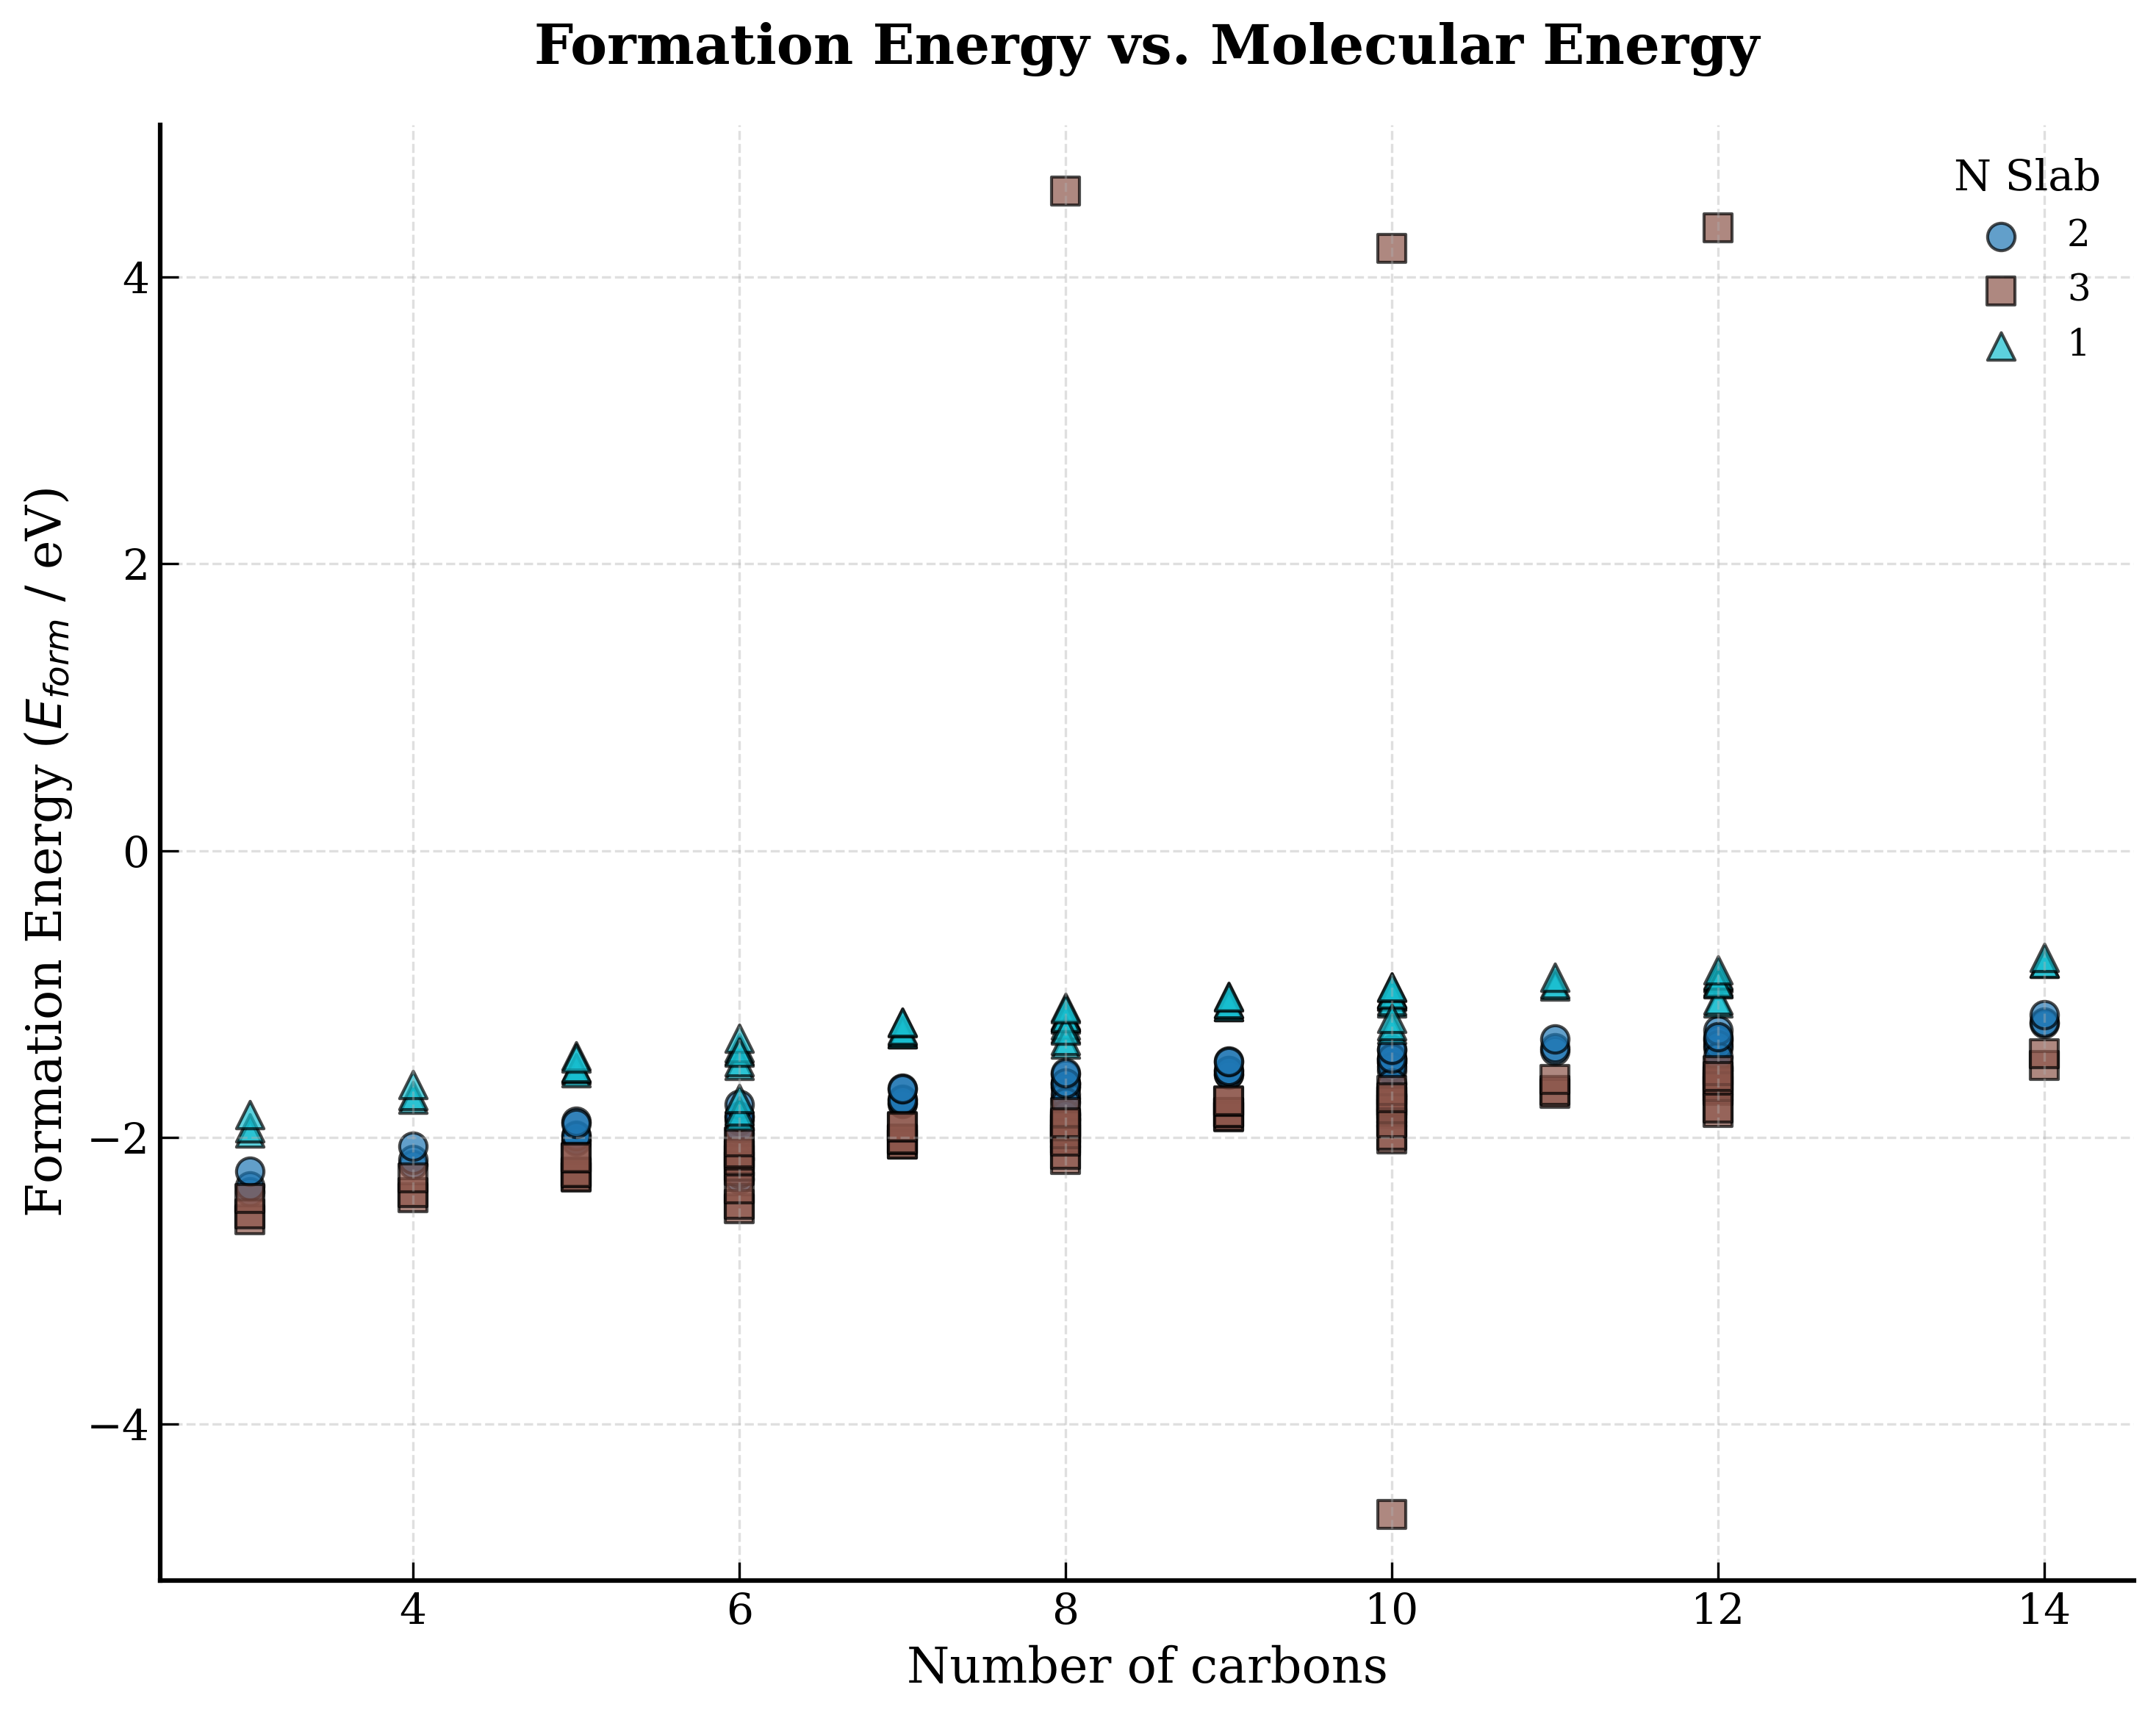 Formation Energy vs. Molecular Energy
N Slab
2
3
1
Formation Energy (E_form / eV)
4
2
0
−2
−4
4 6 8 10 12 14
Number of carbons